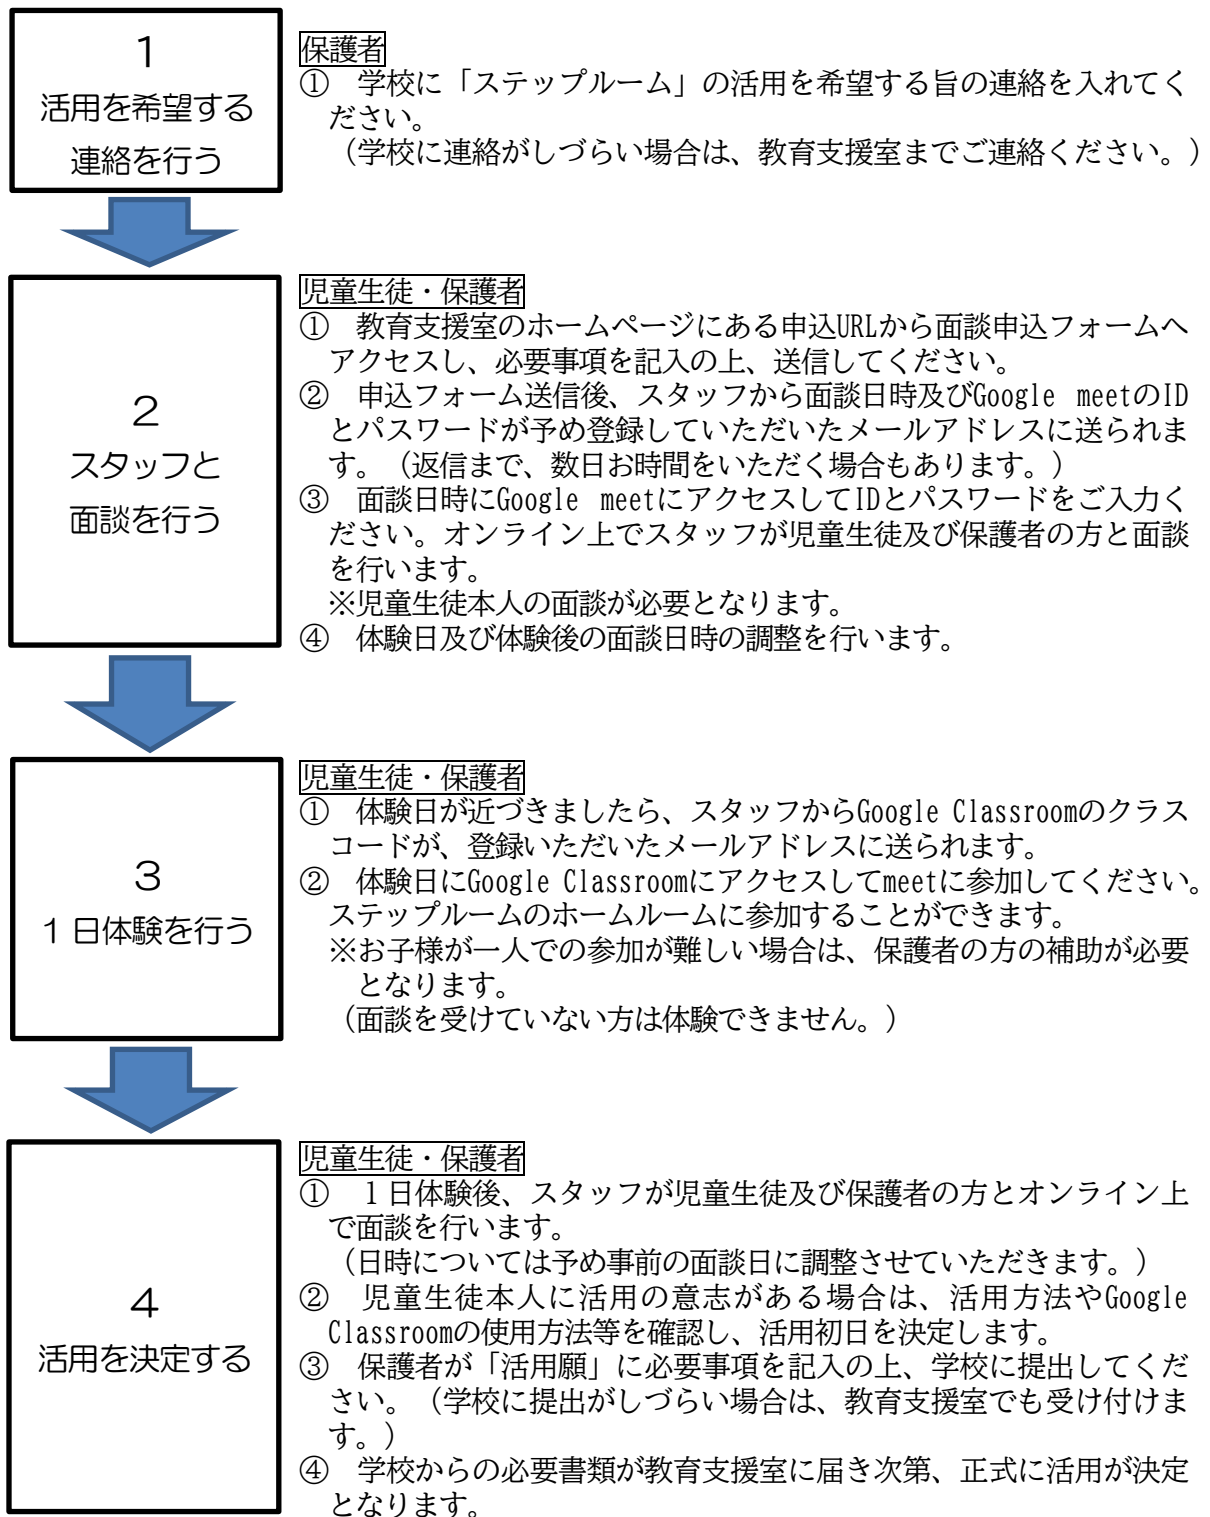 1
活用を希望する
連絡を行う
保護者
① 学校に「ステップルーム」の活用を希望する旨の連絡を入れてく
ださい。
（学校に連絡がしづらい場合は、教育支援室までご連絡ください。）
2
スタッフと
面談を行う
児童生徒・保護者
① 教育支援室のホームページにある申込URLから面談申込フォームへ
アクセスし、必要事項を記入の上、送信してください。
② 申込フォーム送信後、スタッフから面談日時及びGoogle meetのID
とパスワードが予め登録していただいたメールアドレスに送られま
す。（返信まで、数日お時間をいただく場合もあります。）
③ 面談日時にGoogle meetにアクセスしてIDとパスワードをご入力く
ださい。オンライン上でスタッフが児童生徒及び保護者の方と面談
を行います。
※児童生徒本人の面談が必要となります。
④ 体験日及び体験後の面談日時の調整を行います。
3
1日体験を行う
児童生徒・保護者
① 体験日が近づきましたら、スタッフからGoogle Classroomのクラス
コードが、登録いただいたメールアドレスに送られます。
② 体験日にGoogle Classroomにアクセスしてmeetに参加してください。
ステップルームのホームルームに参加することができます。
※お子様が一人での参加が難しい場合は、保護者の方の補助が必要
となります。
（面談を受けていない方は体験できません。）
4
活用を決定する
児童生徒・保護者
① １日体験後、スタッフが児童生徒及び保護者の方とオンライン上
で面談を行います。
（日時については予め事前の面談日に調整させていただきます。）
② 児童生徒本人に活用の意志がある場合は、活用方法やGoogle
Classroomの使用方法等を確認し、活用初日を決定します。
③ 保護者が「活用願」に必要事項を記入の上、学校に提出してくだ
さい。（学校に提出がしづらい場合は、教育支援室でも受け付けま
す。）
④ 学校からの必要書類が教育支援室に届き次第、正式に活用が決定
となります。